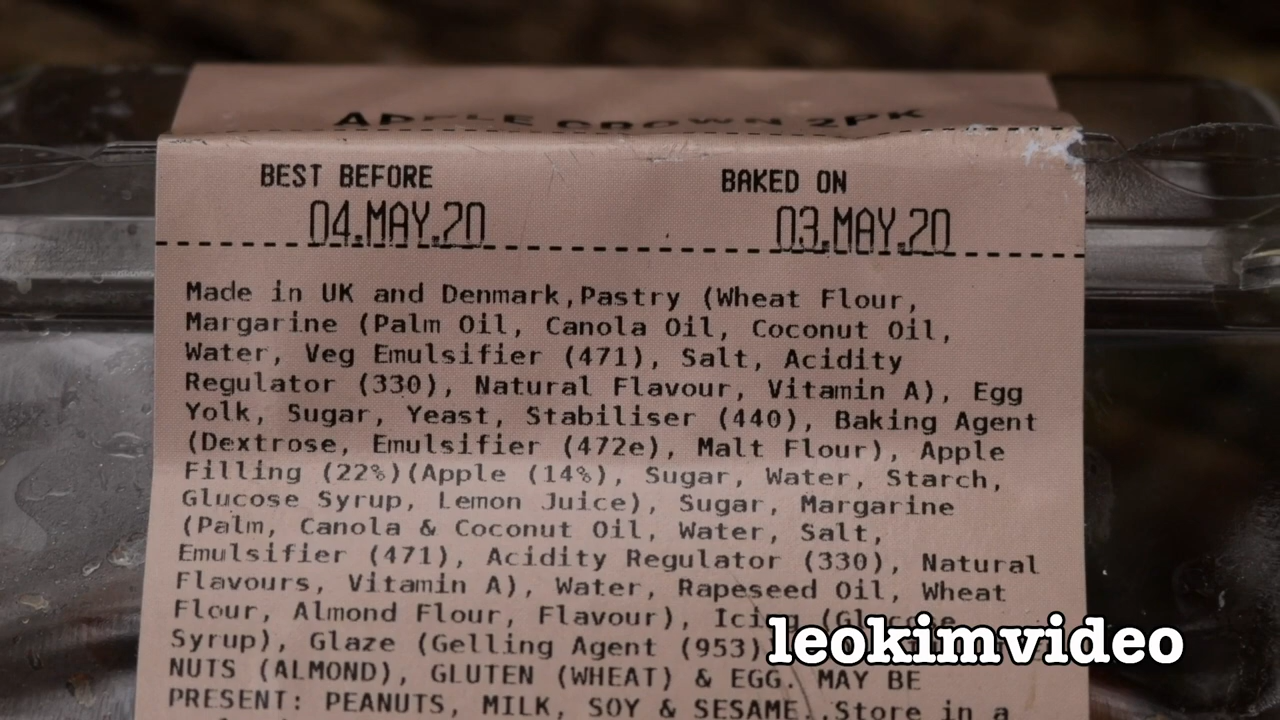 APPLE CROWN 2PK
BEST BEFORE BAKED ON
04.MAY.20 03.MAY.20
Made in UK and Denmark,Pastry (Wheat Flour,
Margarine (Palm Oil, Canola Oil, Coconut Oil,
Water, Veg Emulsifier (471), Salt, Acidity
Regulator (330), Natural Flavour, Vitamin A), Egg
Yolk, Sugar, Yeast, Stabiliser (440), Baking Agent
(Dextrose, Emulsifier (472e), Malt Flour), Apple
Filling (22%)(Apple (14%), Sugar, Water, Starch,
Glucose Syrup, Lemon Juice), Sugar, Margarine
(Palm, Canola & Coconut Oil, Water, Salt,
Emulsifier (471), Acidity Regulator (330), Natural
Flavours, Vitamin A), Water, Rapeseed Oil, Wheat
Flour, Almond Flour, Flavour), Icing (Glucose
Syrup), Glaze (Gelling Agent (953)
leokimvideo
NUTS (ALMOND), GLUTEN (WHEAT) & EGG. MAY BE
PRESENT: PEANUTS, MILK, SOY & SESAME..Store in a